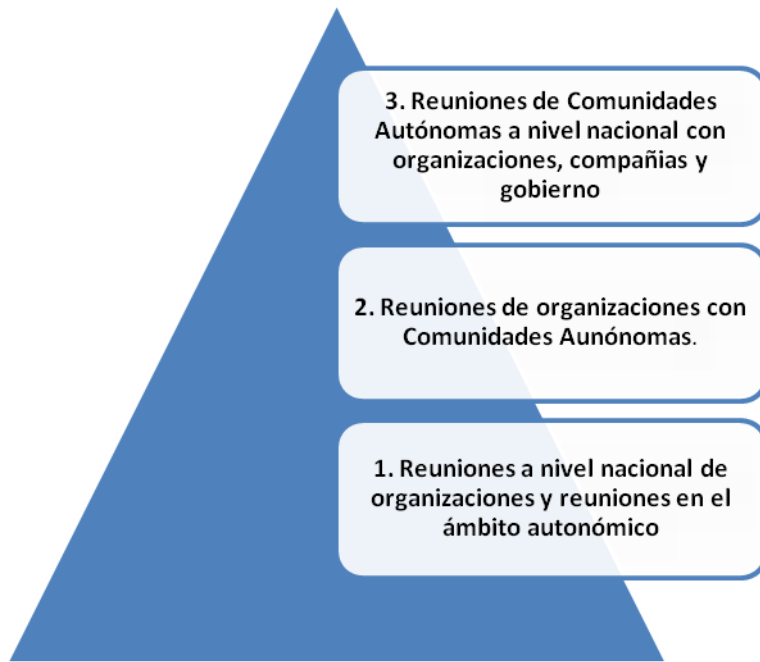 3. Reuniones de Comunidades
Autónomas a nivel nacional con
organizaciones, compañias y
gobierno
2. Reuniones de organizaciones con
Comunidades Aunónomas.
1. Reuniones a nivel nacional de
organizaciones y reuniones en el
ámbito autonómico